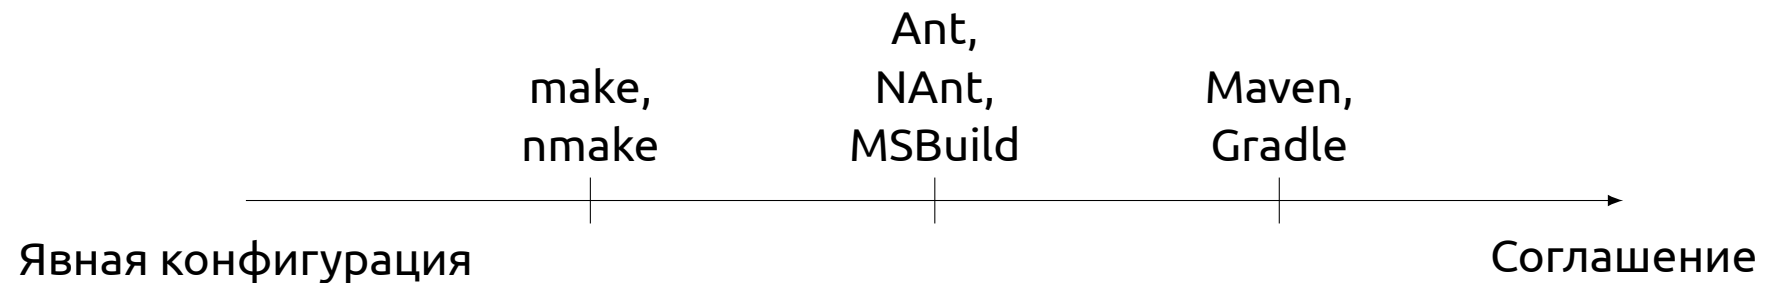 make,
nmake
Ant,
NAnt,
MSBuild
Maven,
Gradle
Явная конфигурация
Соглашение